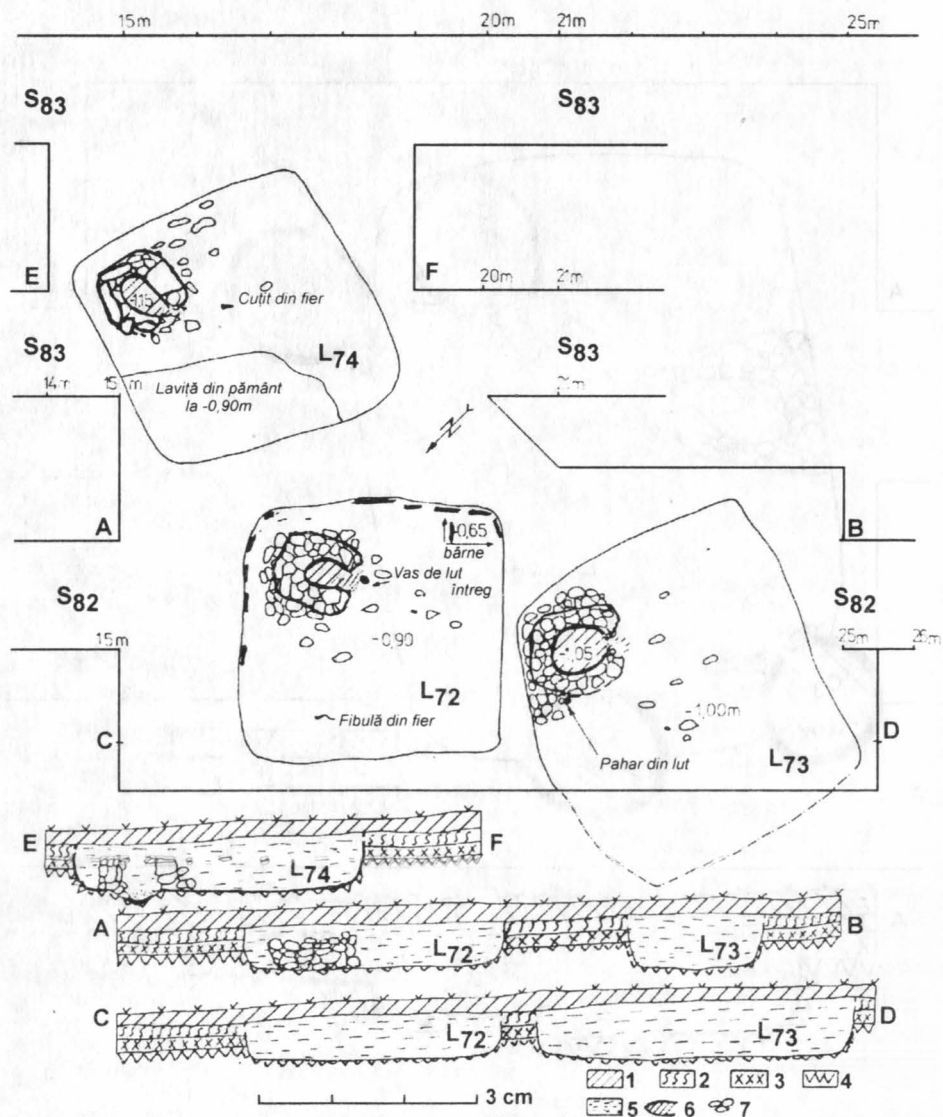 15m 20m 21m 25m
S83 S83
E F
20m 21m
-1,15 Cuțit din fier
S83 L74 S83
14m 15m 21m
Laviță din pământ
la -0,90m
A B
-0,65
bârne
Vas de lut
întreg
S82 S82
15m -0,90 25m 26m
L72 -1,00m
Fibulă din fier
C D
Pahar din lut L73
E L74 F
A L72 L73 B
C L72 L73 D
3 cm
1 2 3 4
5 6 7